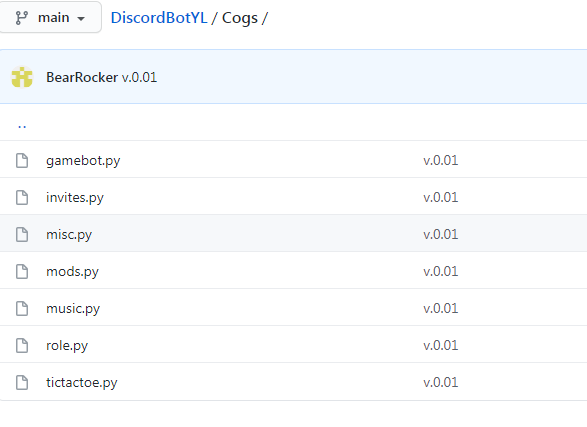 main DiscordBotYL / Cogs /
BearRocker v.0.01
..
gamebot.py v.0.01
invites.py v.0.01
misc.py v.0.01
mods.py v.0.01
music.py v.0.01
role.py v.0.01
tictactoe.py v.0.01